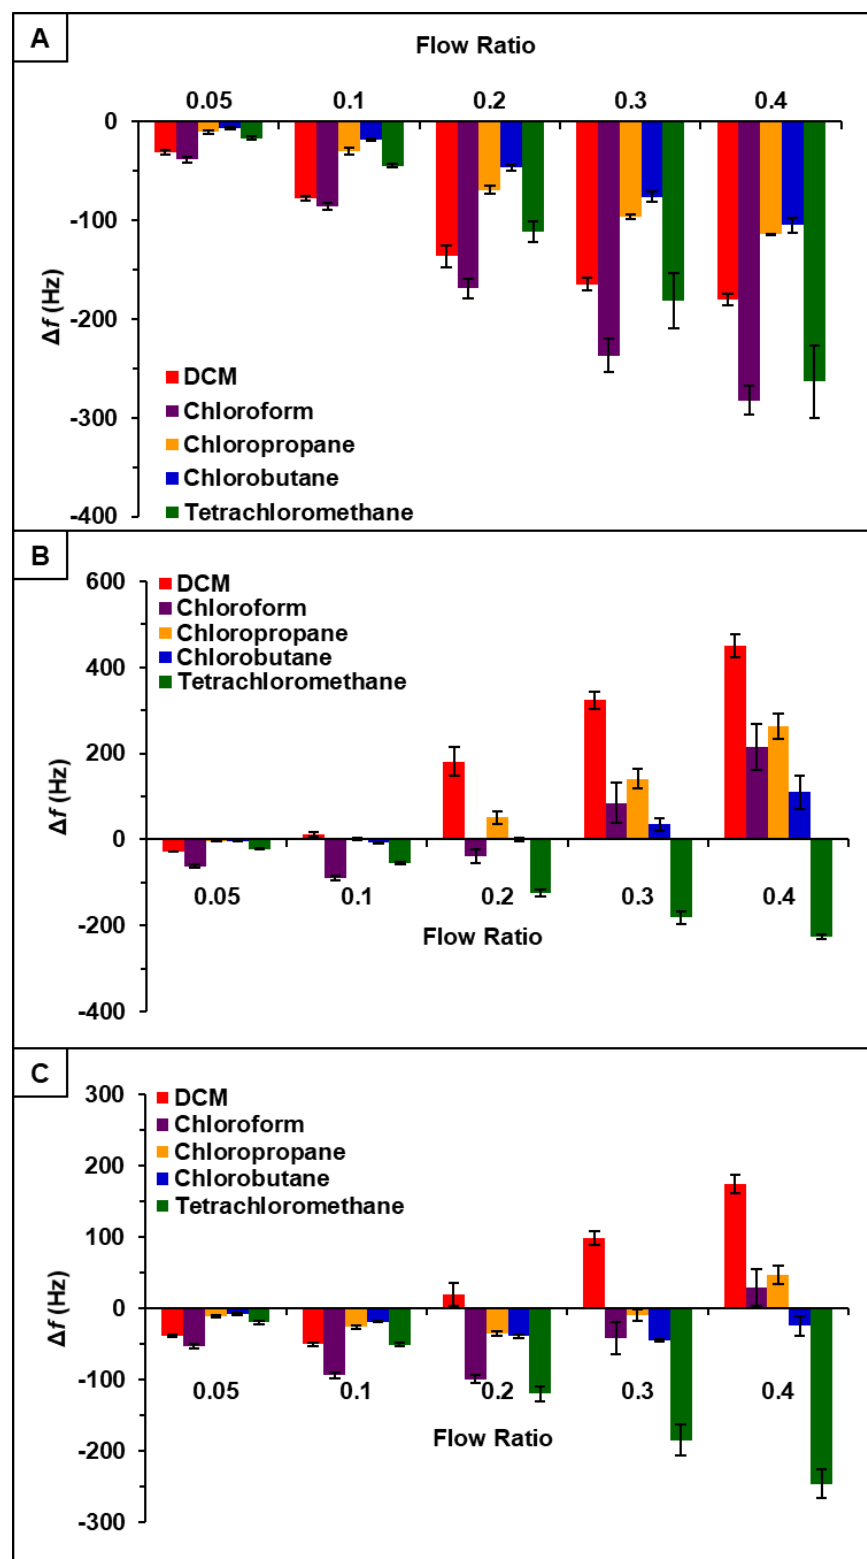 A
Flow Ratio
0.05 0.1 0.2 0.3 0.4
0
-100
-200
-300
-400
Δf (Hz)
DCM
Chloroform
Chloropropane
Chlorobutane
Tetrachloromethane
B
600
400
200
0
-200
-400
Δf (Hz)
DCM
Chloroform
Chloropropane
Chlorobutane
Tetrachloromethane
0.05 0.1 0.2 0.3 0.4
Flow Ratio
C
300
200
100
0
-100
-200
-300
Δf (Hz)
DCM
Chloroform
Chloropropane
Chlorobutane
Tetrachloromethane
0.05 0.1 0.2 0.3 0.4
Flow Ratio